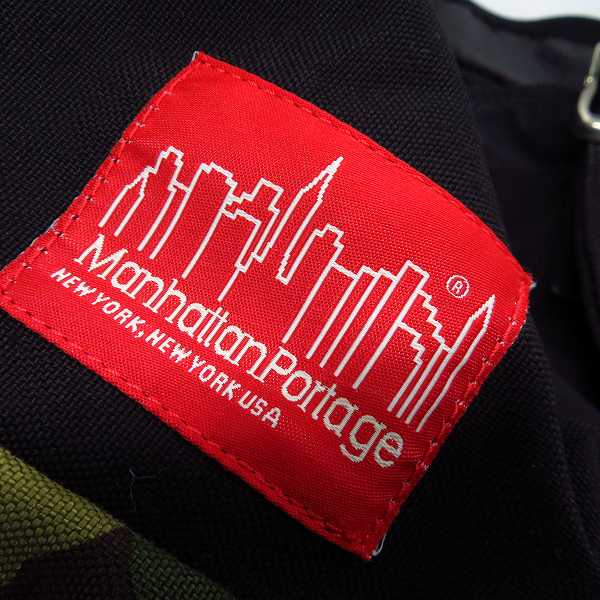 ®
ManhattanPortage
NEW YORK, NEW YORK USA